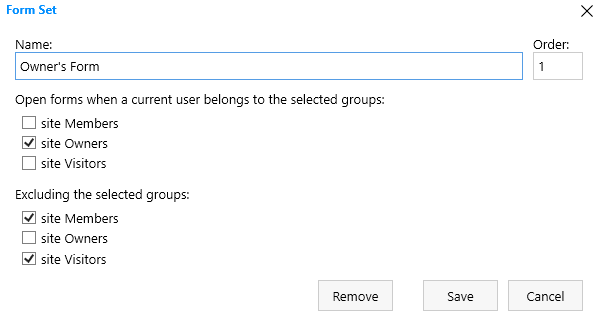 Form Set
Name: Order:
Owner's Form 1
Open forms when a current user belongs to the selected groups:
site Members
site Owners
site Visitors
Excluding the selected groups:
site Members
site Owners
site Visitors
Remove Save Cancel